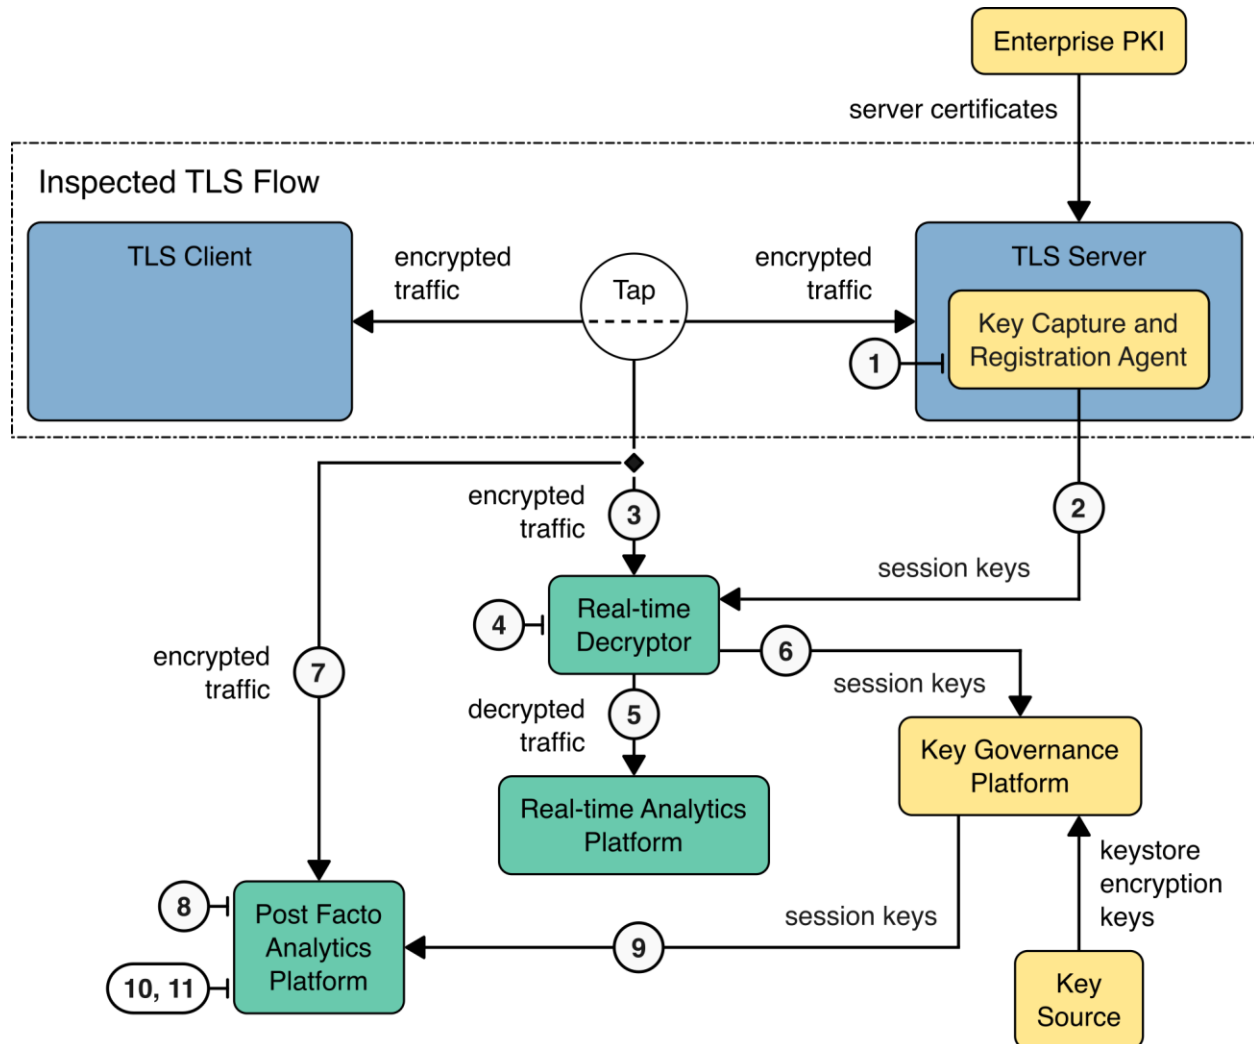 Enterprise PKI
server certificates
Inspected TLS Flow
TLS Client
encrypted
traffic
Tap
encrypted
traffic
TLS Server
Key Capture and
Registration Agent
1
2
encrypted
traffic
3
session keys
Real-time
Decryptor
4
6
session keys
encrypted
traffic
7
decrypted
traffic
5
Key Governance
Platform
Real-time Analytics
Platform
keystore
encryption
keys
8
Post Facto
Analytics
Platform
session keys
9
10, 11
Key
Source